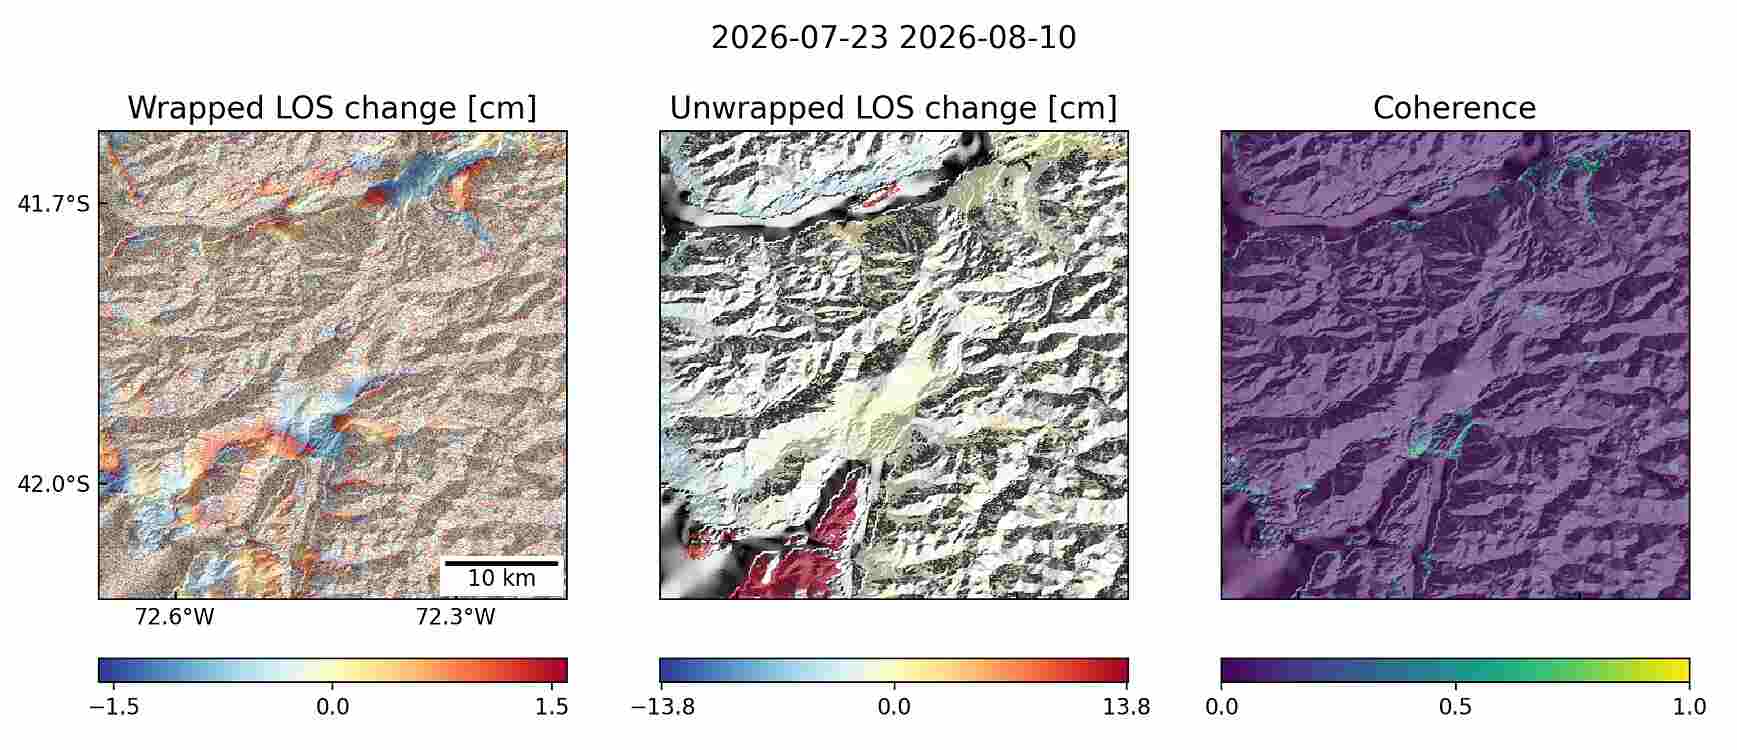 2026-07-23 2026-08-10
Wrapped LOS change [cm]
Unwrapped LOS change [cm]
Coherence
41.7°S
42.0°S
10 km
72.6°W
72.3°W
−1.5
0.0
1.5
−13.8
0.0
13.8
0.0
0.5
1.0